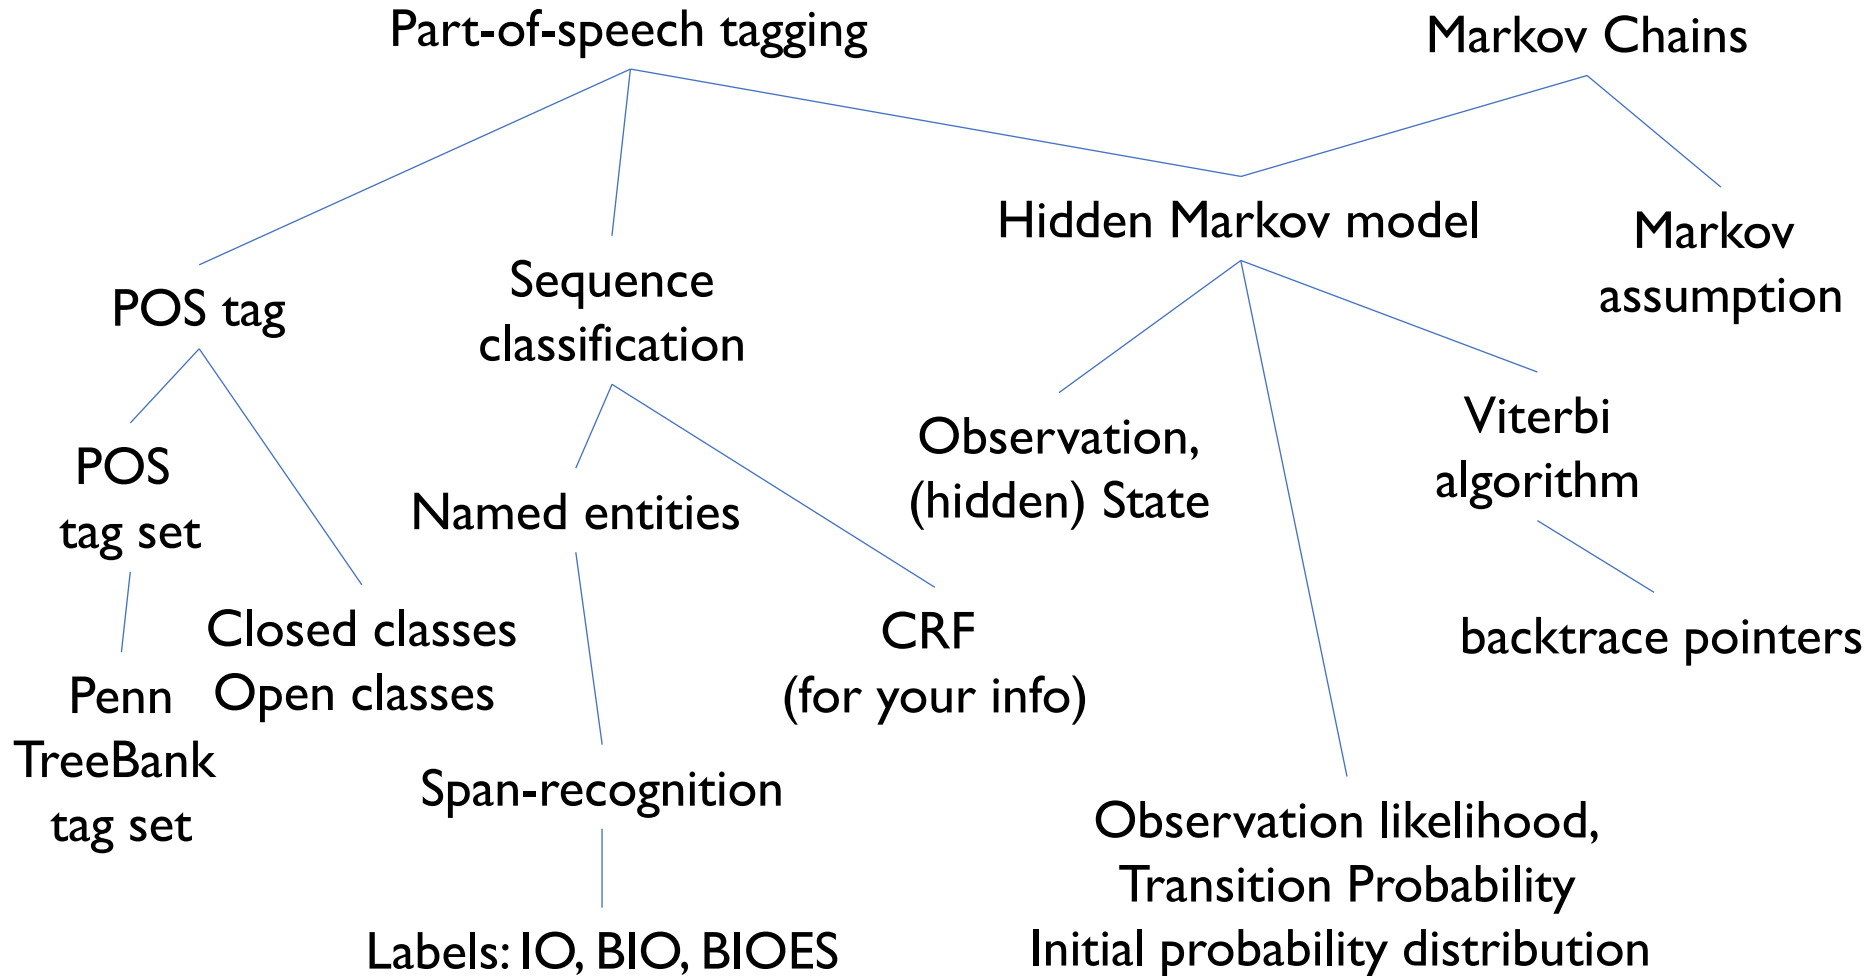 Part-of-speech tagging
Markov Chains
Hidden Markov model
Markov
assumption
POS tag
Sequence
classification
Observation,
(hidden) State
Viterbi
algorithm
POS
tag set
Named entities
Closed classes
Open classes
CRF
(for your info)
backtrace pointers
Penn
TreeBank
tag set
Span-recognition
Observation likelihood,
Transition Probability
Initial probability distribution
Labels: IO, BIO, BIOES